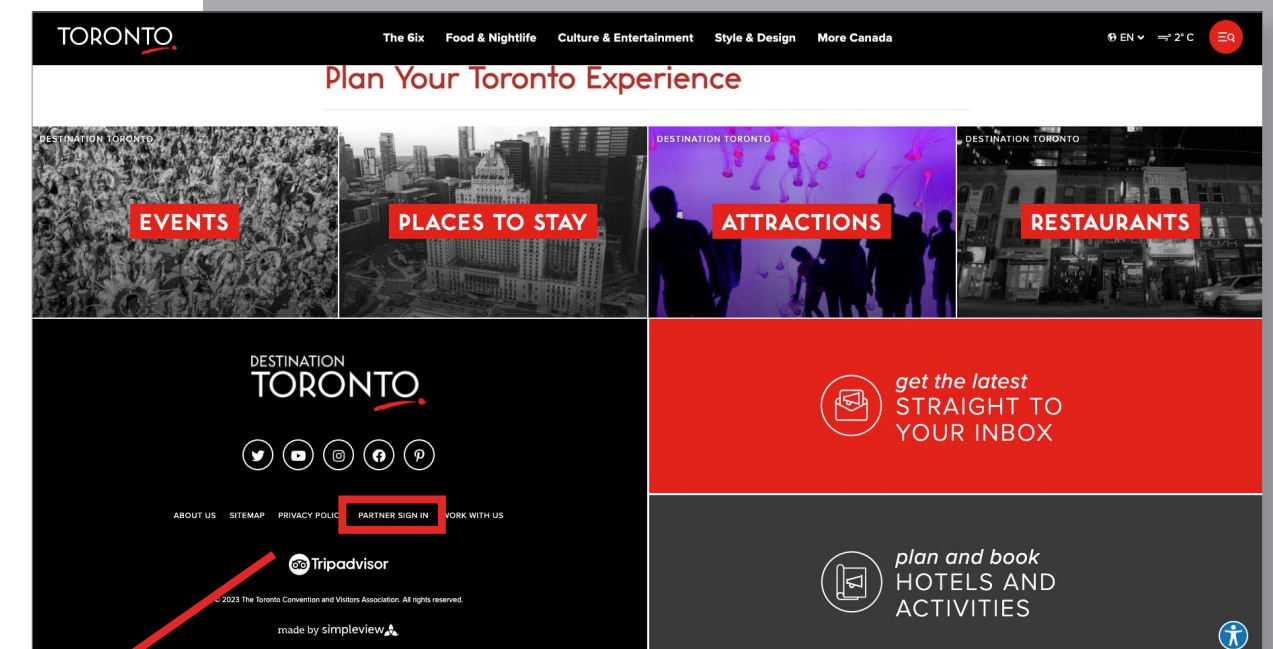 TORONTO
The 6ix Food & Nightlife Culture & Entertainment Style & Design More Canada
EN 2° C
Plan Your Toronto Experience
DESTINATION TORONTO
EVENTS
PLACES TO STAY
DESTINATION TORONTO
ATTRACTIONS
DESTINATION TORONTO
RESTAURANTS
DESTINATION
TORONTO
ABOUT US SITEMAP PRIVACY POLIC PARTNER SIGN IN WORK WITH US
Tripadvisor
© 2023 The Toronto Convention and Visitors Association. All rights reserved.
made by simpleview
get the latest
STRAIGHT TO
YOUR INBOX
plan and book
HOTELS AND
ACTIVITIES